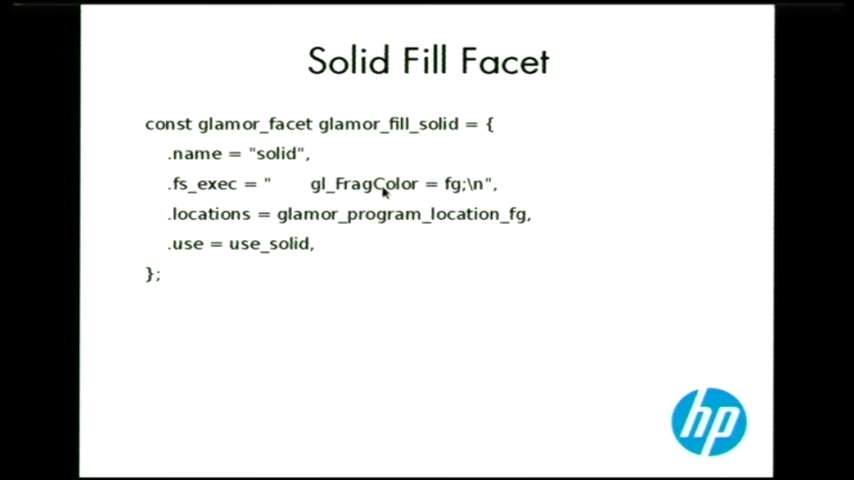 Solid Fill Facet
const glamor_facet glamor_fill_solid = {
.name = "solid",
.fs_exec = "       gl_FragColor = fg;\n",
.locations = glamor_program_location_fg,
.use = use_solid,
};
hp